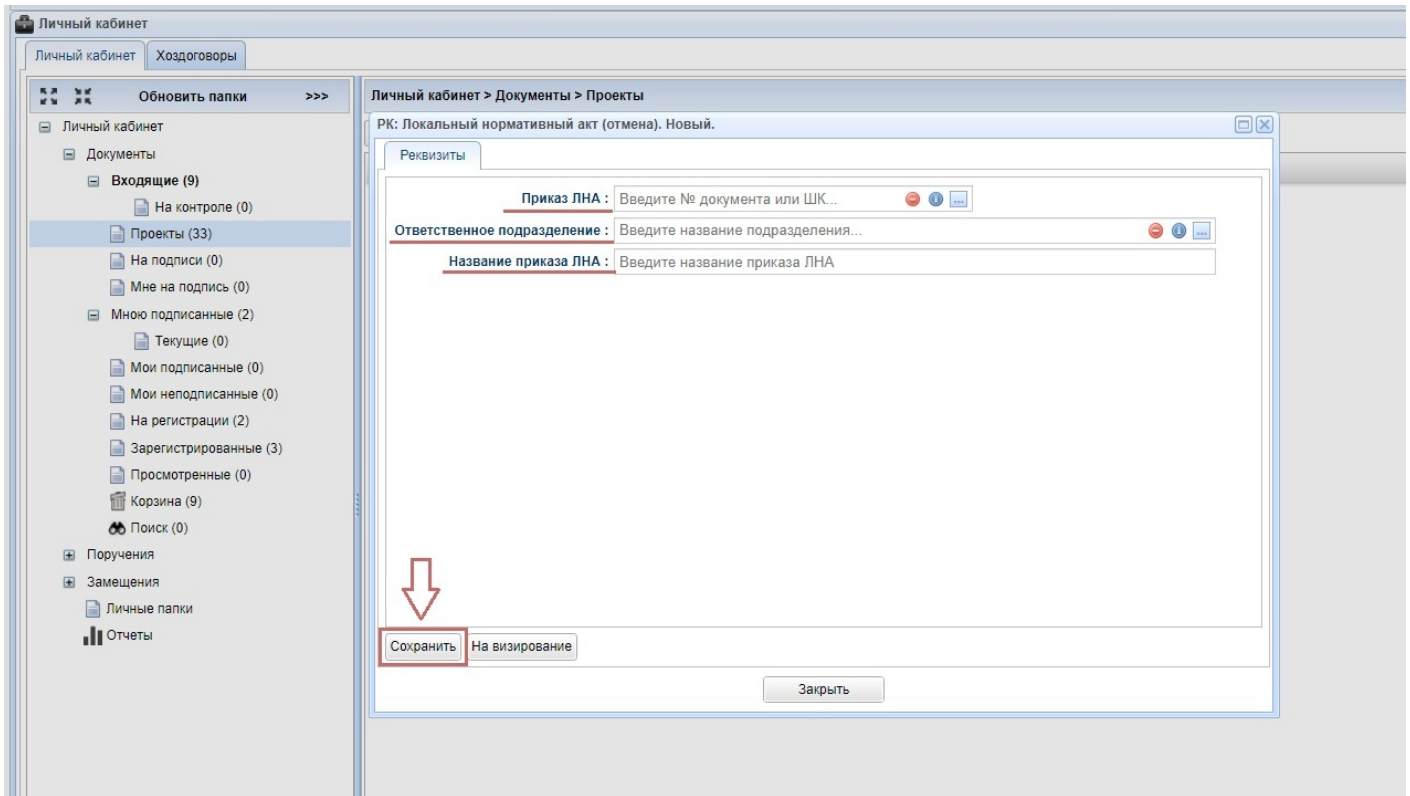 Личный кабинет
Личный кабинет Хоздоговоры
Обновить папки >>>
Личный кабинет
Документы
Входящие (9)
На контроле (0)
Проекты (33)
На подписи (0)
Мне на подпись (0)
Мною подписанные (2)
Текущие (0)
Мои подписанные (0)
Мои неподписанные (0)
На регистрации (2)
Зарегистрированные (3)
Просмотренные (0)
Корзина (9)
Поиск (0)
Поручения
Замещения
Личные папки
Отчеты
Личный кабинет > Документы > Проекты
РК: Локальный нормативный акт (отмена). Новый.
Реквизиты
Приказ ЛНА : Введите № документа или ШК...
Ответственное подразделение : Введите название подразделения...
Название приказа ЛНА : Введите название приказа ЛНА
Сохранить На визирование
Закрыть